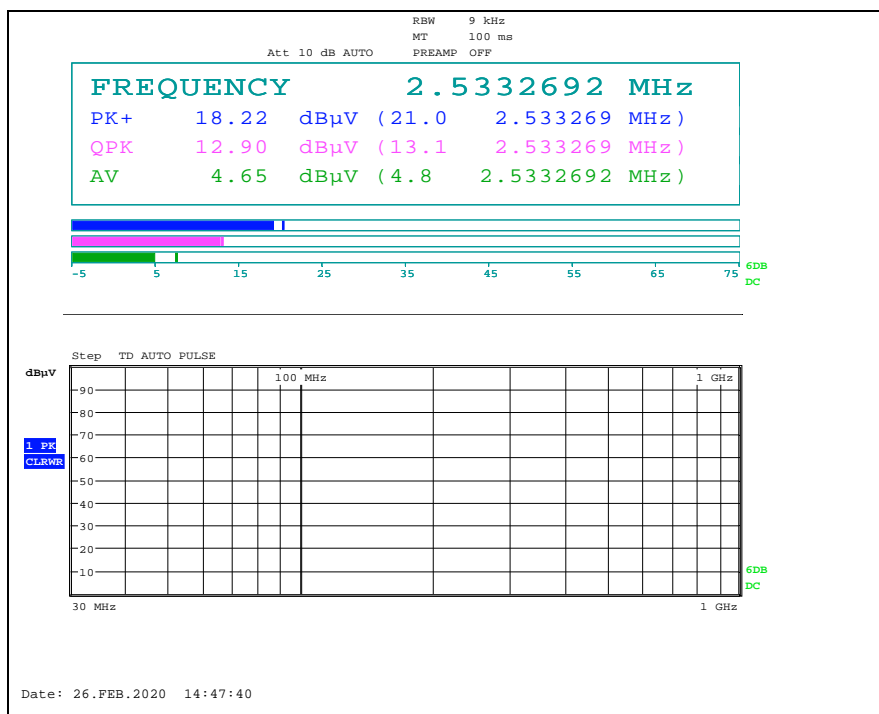 RBW 9 kHz
MT 100 ms
Att 10 dB AUTO PREAMP OFF
FREQUENCY 2.5332692 MHz
PK+ 18.22 dBµV (21.0 2.533269 MHz)
QPK 12.90 dBµV (13.1 2.533269 MHz)
AV 4.65 dBµV (4.8 2.5332692 MHz)
-5 5 15 25 35 45 55 65 75
6DB
DC
Step TD AUTO PULSE
dBµV
100 MHz 1 GHz
90
80
70
1 PK
CLRWR
60
50
40
30
20
10
6DB
DC
30 MHz 1 GHz
Date: 26.FEB.2020 14:47:40